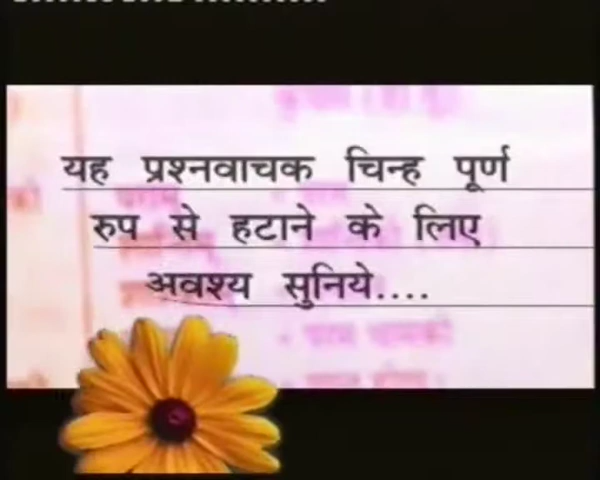 यह प्रश्नवाचक चिन्ह पूर्ण
रुप से हटाने के लिए
अवश्य सुनिये....